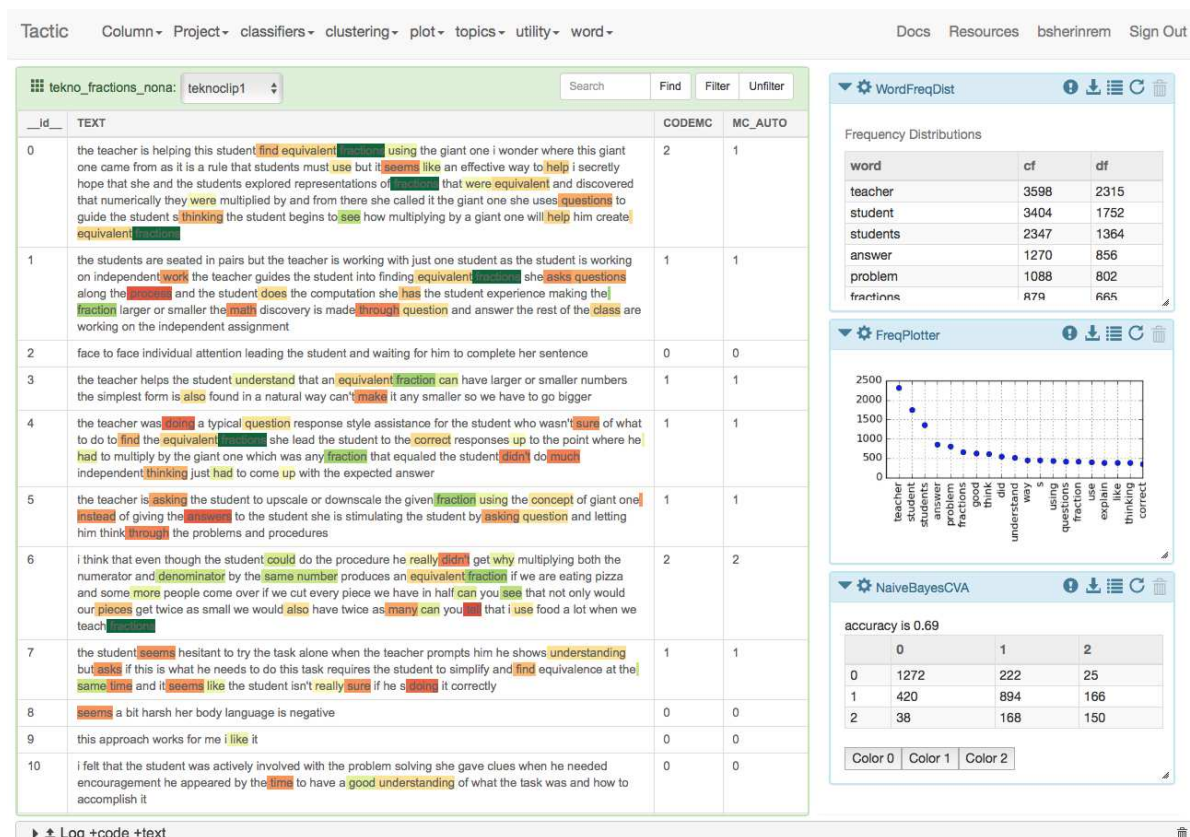 Tactic Column Project classifiers clustering plot topics utility word Docs Resources bsherinrem Sign Out
tekno_fractions_nona: teknoclip1 Search Find Filter Unfilter
__id__ TEXT CODEMC MC_AUTO
0 the teacher is helping this student find equivalent fractions using the giant one i wonder where this giant 2 1
one came from as it is a rule that students must use but it seems like an effective way to help i secretly
hope that she and the students explored representations of fractions that were equivalent and discovered
that numerically they were multiplied by and from there she called it the giant one she uses questions to
guide the student s thinking the student begins to see how multiplying by a giant one will help him create
equivalent fractions
1 the students are seated in pairs but the teacher is working with just one student as the student is working 1 1
on independent work the teacher guides the student into finding equivalent fractions she asks questions
along the process and the student does the computation she has the student experience making the
fraction larger or smaller the math discovery is made through question and answer the rest of the class are
working on the independent assignment
2 face to face individual attention leading the student and waiting for him to complete her sentence 0 0
3 the teacher helps the student understand that an equivalent fraction can have larger or smaller numbers 1 1
the simplest form is also found in a natural way can't make it any smaller so we have to go bigger
4 the teacher was doing a typical question response style assistance for the student who wasn't sure of what 1 1
to do to find the equivalent fractions she lead the student to the correct responses up to the point where he
had to multiply by the giant one which was any fraction that equaled the student didn't do much
independent thinking just had to come up with the expected answer
5 the teacher is asking the student to upscale or downscale the given fraction using the concept of giant one 1 1
instead of giving the answers to the student she is stimulating the student by asking question and letting
him think through the problems and procedures
6 i think that even though the student could do the procedure he really didn't get why multiplying both the 2 2
numerator and denominator by the same number produces an equivalent fraction if we are eating pizza
and some more people come over if we cut every piece we have in half can you see that not only would
our pieces get twice as small we would also have twice as many can you tell that i use food a lot when we
teach fractions
7 the student seems hesitant to try the task alone when the teacher prompts him he shows understanding 1 1
but asks if this is what he needs to do this task requires the student to simplify and find equivalence at the
same time and it seems like the student isn't really sure if he s doing it correctly
8 seems a bit harsh her body language is negative 0 0
9 this approach works for me i like it 0 0
10 i felt that the student was actively involved with the problem solving she gave clues when he needed 0 0
encouragement he appeared by the time to have a good understanding of what the task was and how to
accomplish it
Log +code +text
WordFreqDist
Frequency Distributions
word cf df
teacher 3598 2315
student 3404 1752
students 2347 1364
answer 1270 856
problem 1088 802
fractions 879 665
FreqPlotter
2500
2000
1500
1000
500
0
teacher
student
students
answer
problem
fractions
good
think
did
understand
way
s
using
questions
fraction
use
explain
like
thinking
correct
NaiveBayesCVA
accuracy is 0.69
0 1 2
0 1272 222 25
1 420 894 166
2 38 168 150
Color 0 Color 1 Color 2